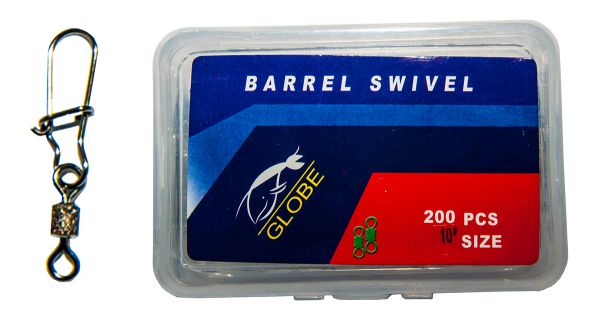 BARREL SWIVEL
GLOBE
200 PCS
10# SIZE